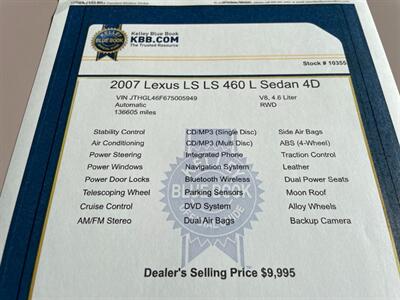 Kelley Blue Book
KBB.COM
The Trusted Resource
Stock # 10355
2007 Lexus LS LS 460 L Sedan 4D
VIN JTHGL46F675005949 V8, 4.6 Liter
Automatic RWD
136605 miles
Stability Control CD/MP3 (Single Disc) Side Air Bags
Air Conditioning CD/MP3 (Multi Disc) ABS (4-Wheel)
Power Steering Integrated Phone Traction Control
Power Windows Navigation System Leather
Power Door Locks Bluetooth Wireless Dual Power Seats
Telescoping Wheel Parking Sensors Moon Roof
Cruise Control DVD System Alloy Wheels
AM/FM Stereo Dual Air Bags Backup Camera
Dealer's Selling Price $9,995